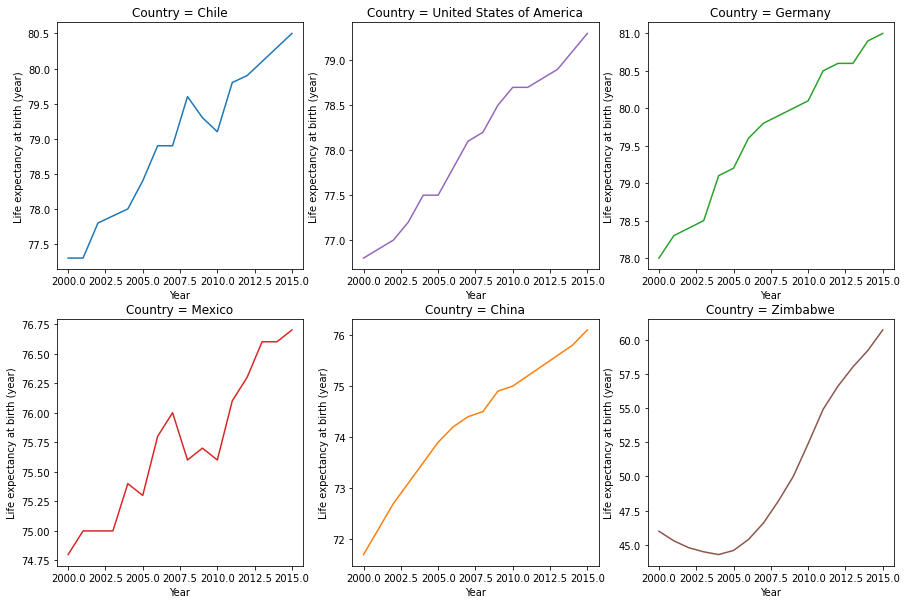 Country = Chile
Life expectancy at birth (year)
80.5
80.0
79.5
79.0
78.5
78.0
77.5
2000.0 2002.5 2005.0 2007.5 2010.0 2012.5 2015.0
Year
Country = United States of America
Life expectancy at birth (year)
79.0
78.5
78.0
77.5
77.0
2000.0 2002.5 2005.0 2007.5 2010.0 2012.5 2015.0
Year
Country = Germany
Life expectancy at birth (year)
81.0
80.5
80.0
79.5
79.0
78.5
78.0
2000.0 2002.5 2005.0 2007.5 2010.0 2012.5 2015.0
Year
Country = Mexico
Life expectancy at birth (year)
76.75
76.50
76.25
76.00
75.75
75.50
75.25
75.00
74.75
2000.0 2002.5 2005.0 2007.5 2010.0 2012.5 2015.0
Year
Country = China
Life expectancy at birth (year)
76
75
74
73
72
2000.0 2002.5 2005.0 2007.5 2010.0 2012.5 2015.0
Year
Country = Zimbabwe
Life expectancy at birth (year)
60.0
57.5
55.0
52.5
50.0
47.5
45.0
2000.0 2002.5 2005.0 2007.5 2010.0 2012.5 2015.0
Year